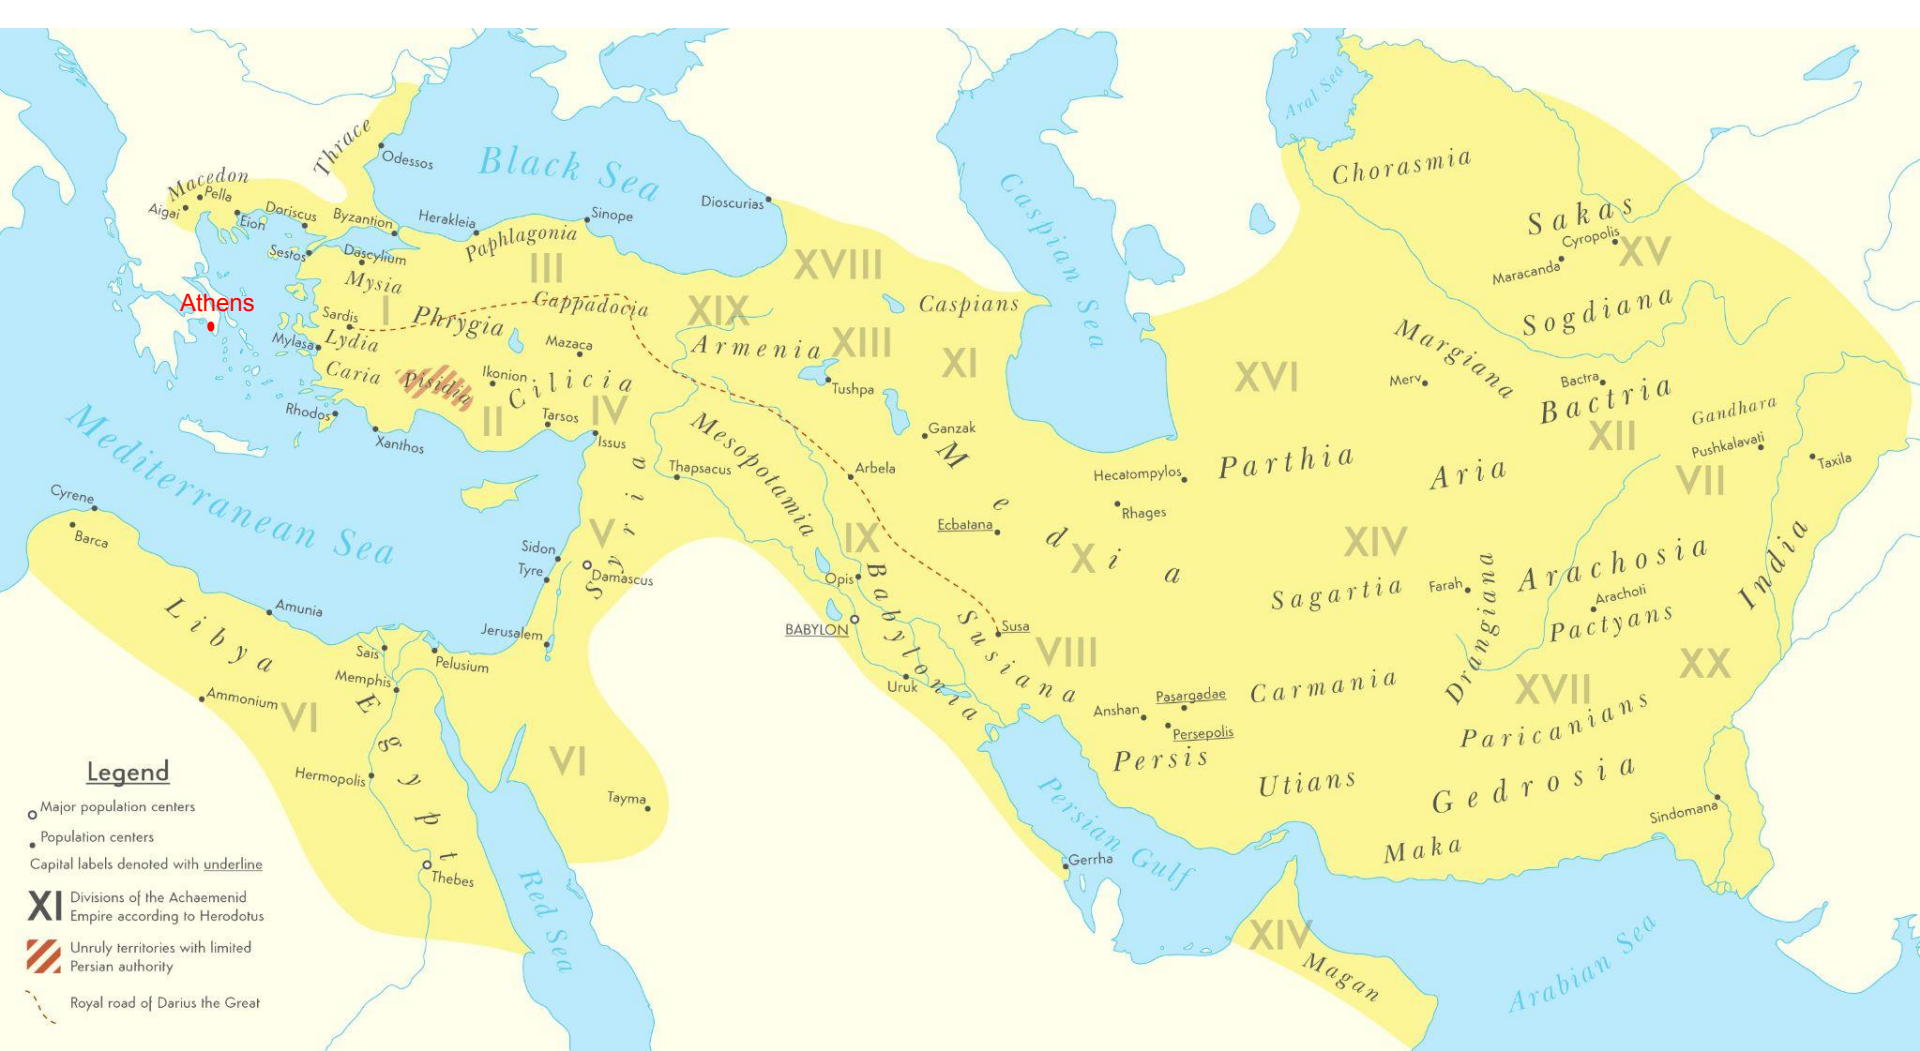 Aral Sea
Thrace
Odessos
Black Sea
Chorasmia
Macedon
Pella
Aigai
Eion
Doriscus
Byzantion
Herakleia
Sinope
Dioscurias
Caspian Sea
Sakas
Cyropolis
XV
Maracanda
Sestos
Dascylium
Paphlagonia
III
XVIII
Mysia
Athens
I
Sardis
Phrygia
Gappadocia
XIX
Caspians
Sogdiana
Mylasa
Lydia
Mazaca
Armenia
XIII
XI
XVI
Margiana
Caria
Pisidia
Ikonion
Cilicia
Tushpa
Merv
Bactra
Bactria
Gandhara
Rhodos
II
Tarsos
IV
Issus
Xanthos
Mesopotamia
Ganzak
Media
XII
Pushkalavati
Taxila
Mediterranean Sea
Syria
Thapsacus
Arbela
Hecatompylos
Parthia
Aria
VII
Cyrene
Barca
Rhages
Ecbatana
V
IX
X
XIV
India
Sidon
Tyre
Damascus
Opis
Babylonia
Sagartia
Farah
Drangiana
Arachosia
Arachoti
Pactyans
Libya
Amunia
Jerusalem
BABYLON
Susiana
Susa
VIII
Sais
Pelusium
Memphis
Ammonium
VI
Egypt
Uruk
Anshan
Pasargadae
Persepolis
Carmania
XVII
XX
Paricanians
Persis
VI
Hermopolis
Tayma
Utians
Gedrosia
Sindomana
Persian Gulf
Maka
Gerrha
Thebes
Red Sea
XIV
Magan
Arabian Sea
Legend
Major population centers
Population centers
Capital labels denoted with underline
XI Divisions of the Achaemenid
Empire according to Herodotus
Unruly territories with limited
Persian authority
Royal road of Darius the Great